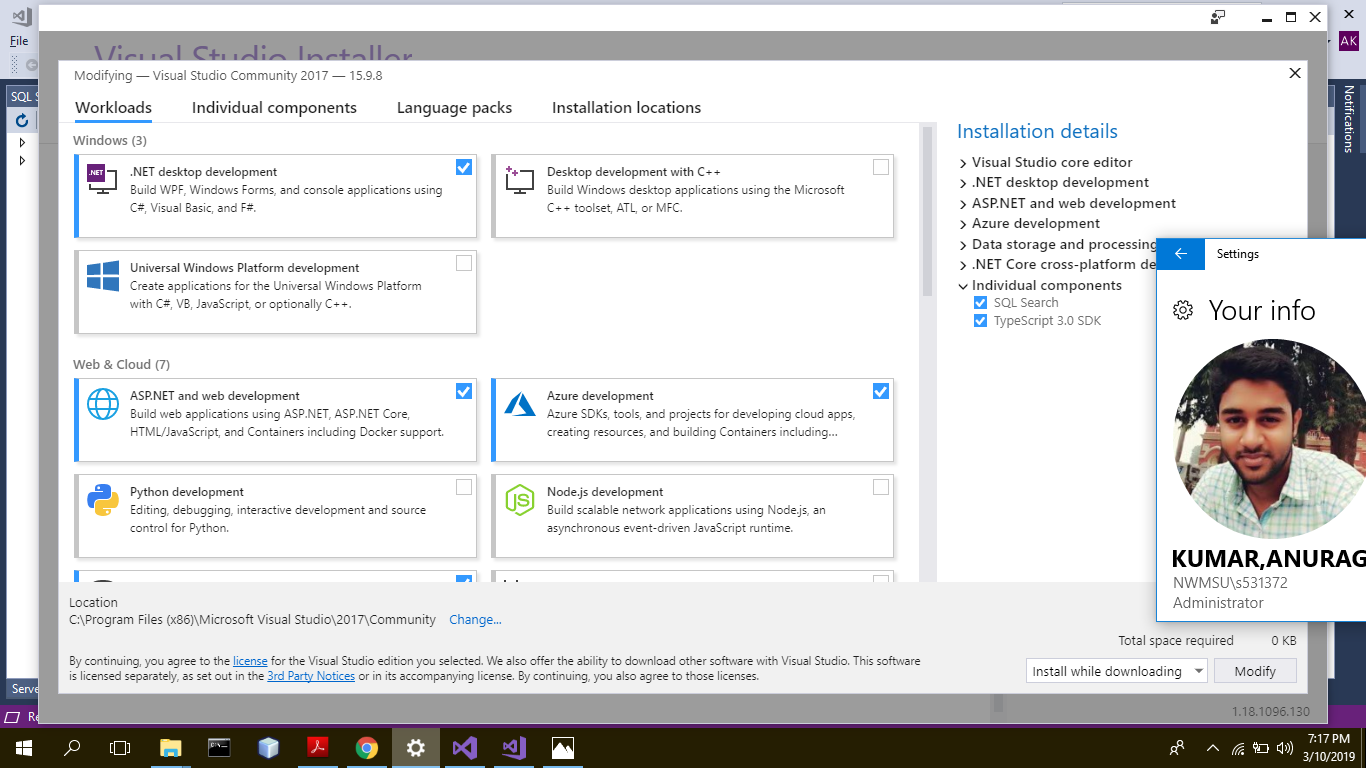 File
AK
Visual Studio Installer
Modifying — Visual Studio Community 2017 — 15.9.8
Workloads
Individual components
Language packs
Installation locations
Windows (3)
.NET
.NET desktop development
Build WPF, Windows Forms, and console applications using
C#, Visual Basic, and F#.
Desktop development with C++
Build Windows desktop applications using the Microsoft
C++ toolset, ATL, or MFC.
Universal Windows Platform development
Create applications for the Universal Windows Platform
with C#, VB, JavaScript, or optionally C++.
Web & Cloud (7)
ASP.NET and web development
Build web applications using ASP.NET, ASP.NET Core,
HTML/JavaScript, and Containers including Docker support.
Azure development
Azure SDKs, tools, and projects for developing cloud apps,
creating resources, and building Containers including...
Python development
Editing, debugging, interactive development and source
control for Python.
Node.js development
Build scalable network applications using Node.js, an
asynchronous event-driven JavaScript runtime.
Installation details
Visual Studio core editor
.NET desktop development
ASP.NET and web development
Azure development
Data storage and processing
.NET Core cross-platform de
Individual components
SQL Search
TypeScript 3.0 SDK
Settings
Your info
KUMAR,ANURAG
NWMSU\s531372
Administrator
Notifications
SQL S
Location
C:\Program Files (x86)\Microsoft Visual Studio\2017\Community Change...
By continuing, you agree to the license for the Visual Studio edition you selected. We also offer the ability to download other software with Visual Studio. This software
is licensed separately, as set out in the 3rd Party Notices or in its accompanying license. By continuing, you also agree to those licenses.
Total space required 0 KB
Install while downloading
Modify
Serve
Re
1.18.1096.130
7:17 PM
3/10/2019